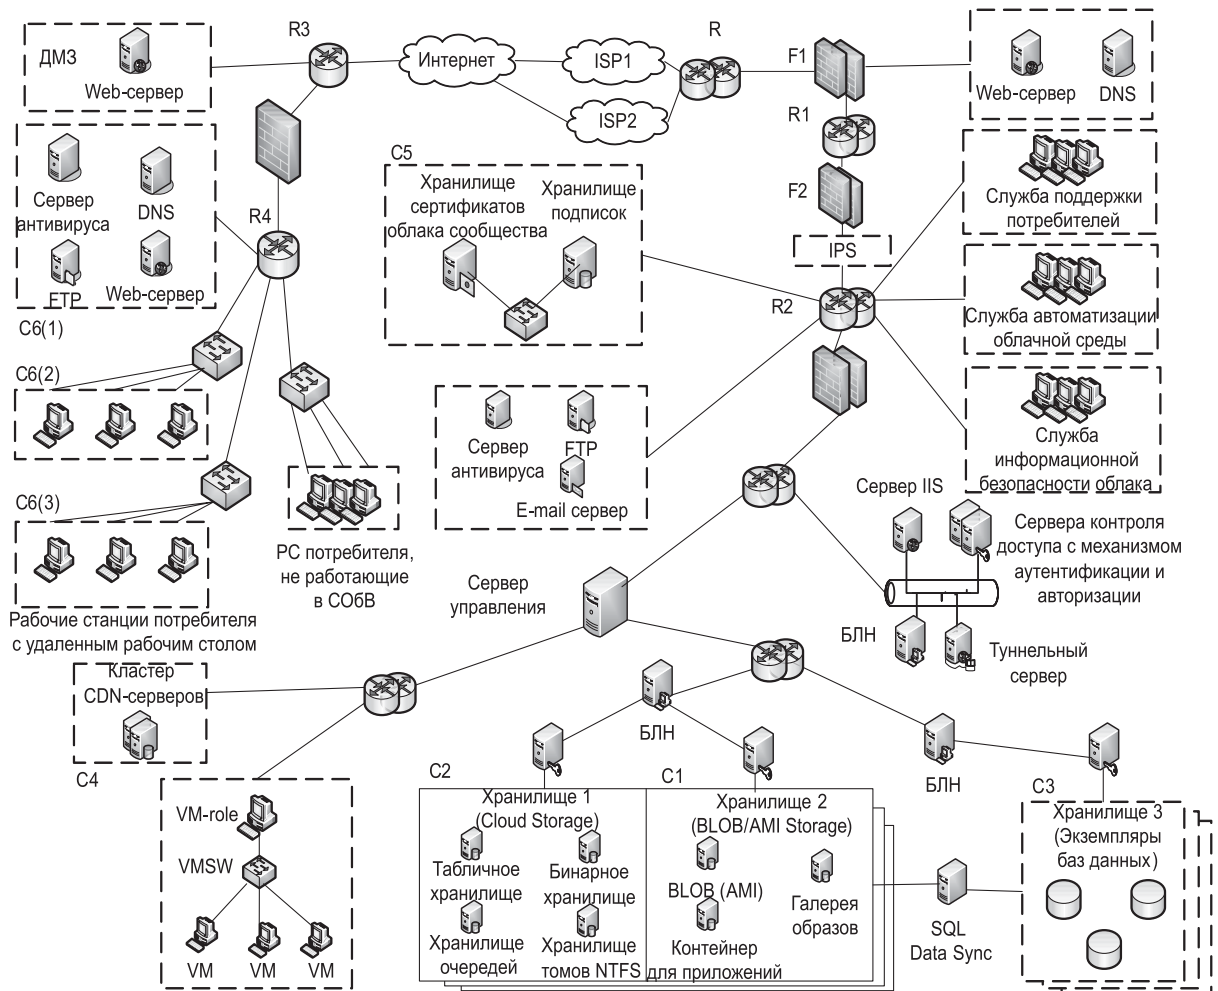 R3
R
F1
ДМЗ
Интернет
ISP1
ISP2
Web-сервер
Web-сервер
DNS
R1
C5
Хранилище
сертификатов
облака сообщества
Хранилище
подписок
F2
Служба поддержки
потребителей
Сервер
антивируса
DNS
R4
IPS
FTP
Web-сервер
R2
C6(1)
Служба автоматизации
облачной среды
C6(2)
Сервер
антивируса
FTP
E-mail сервер
Служба
информационной
безопасности облака
C6(3)
Сервер IIS
Сервера контроля
доступа с механизмом
аутентификации и
авторизации
РС потребителя,
не работающие
в СОбВ
Сервер
управления
Рабочие станции потребителя
с удаленным рабочим столом
БЛН
Туннельный
сервер
Кластер
CDN-серверов
C4
БЛН
БЛН
C2
C1
C3
VM-role
VMSW
VM
VM
VM
Хранилище 1
(Cloud Storage)
Табличное
хранилище
Бинарное
хранилище
Хранилище
очередей
Хранилище
томов NTFS
Хранилище 2
(BLOB/AMI Storage)
BLOB (AMI)
Галерея
образов
Контейнер
для приложений
SQL
Data Sync
Хранилище 3
(Экземпляры
баз данных)